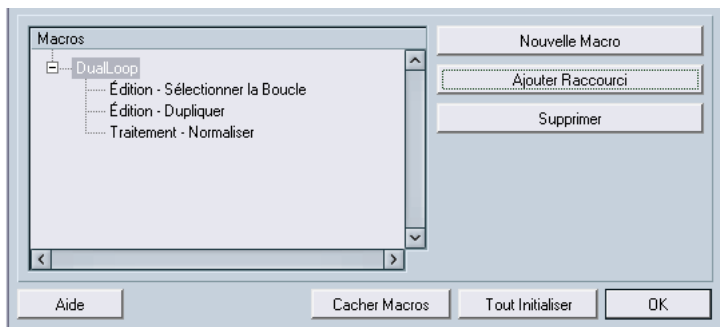 Macros
DualLoop
Édition - Sélectionner la Boucle
Édition - Dupliquer
Traitement - Normaliser
Nouvelle Macro
Ajouter Raccourci
Supprimer
Aide
Cacher Macros
Tout Initialiser
OK